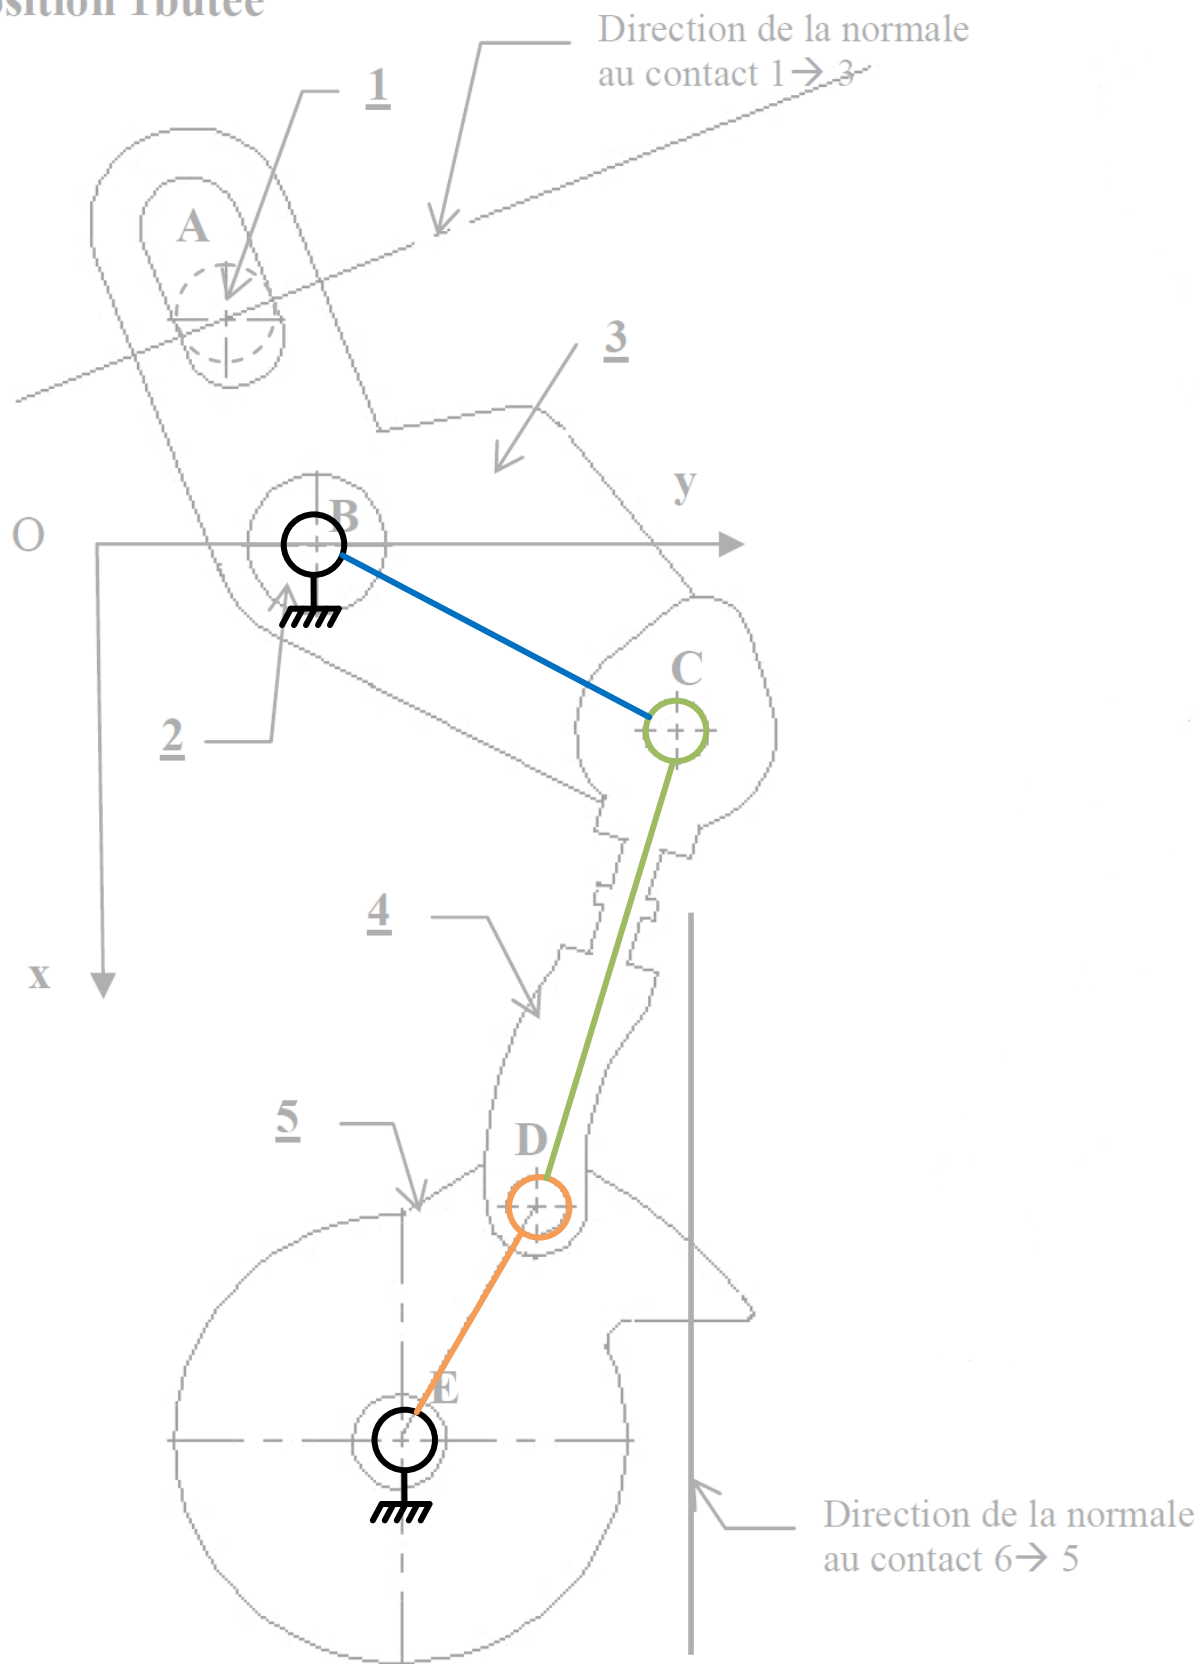 Direction de la normale
au contact 1→ 3
1
A
3
y
B
O
C
2
4
x
5
D
E
Direction de la normale
au contact 6→ 5